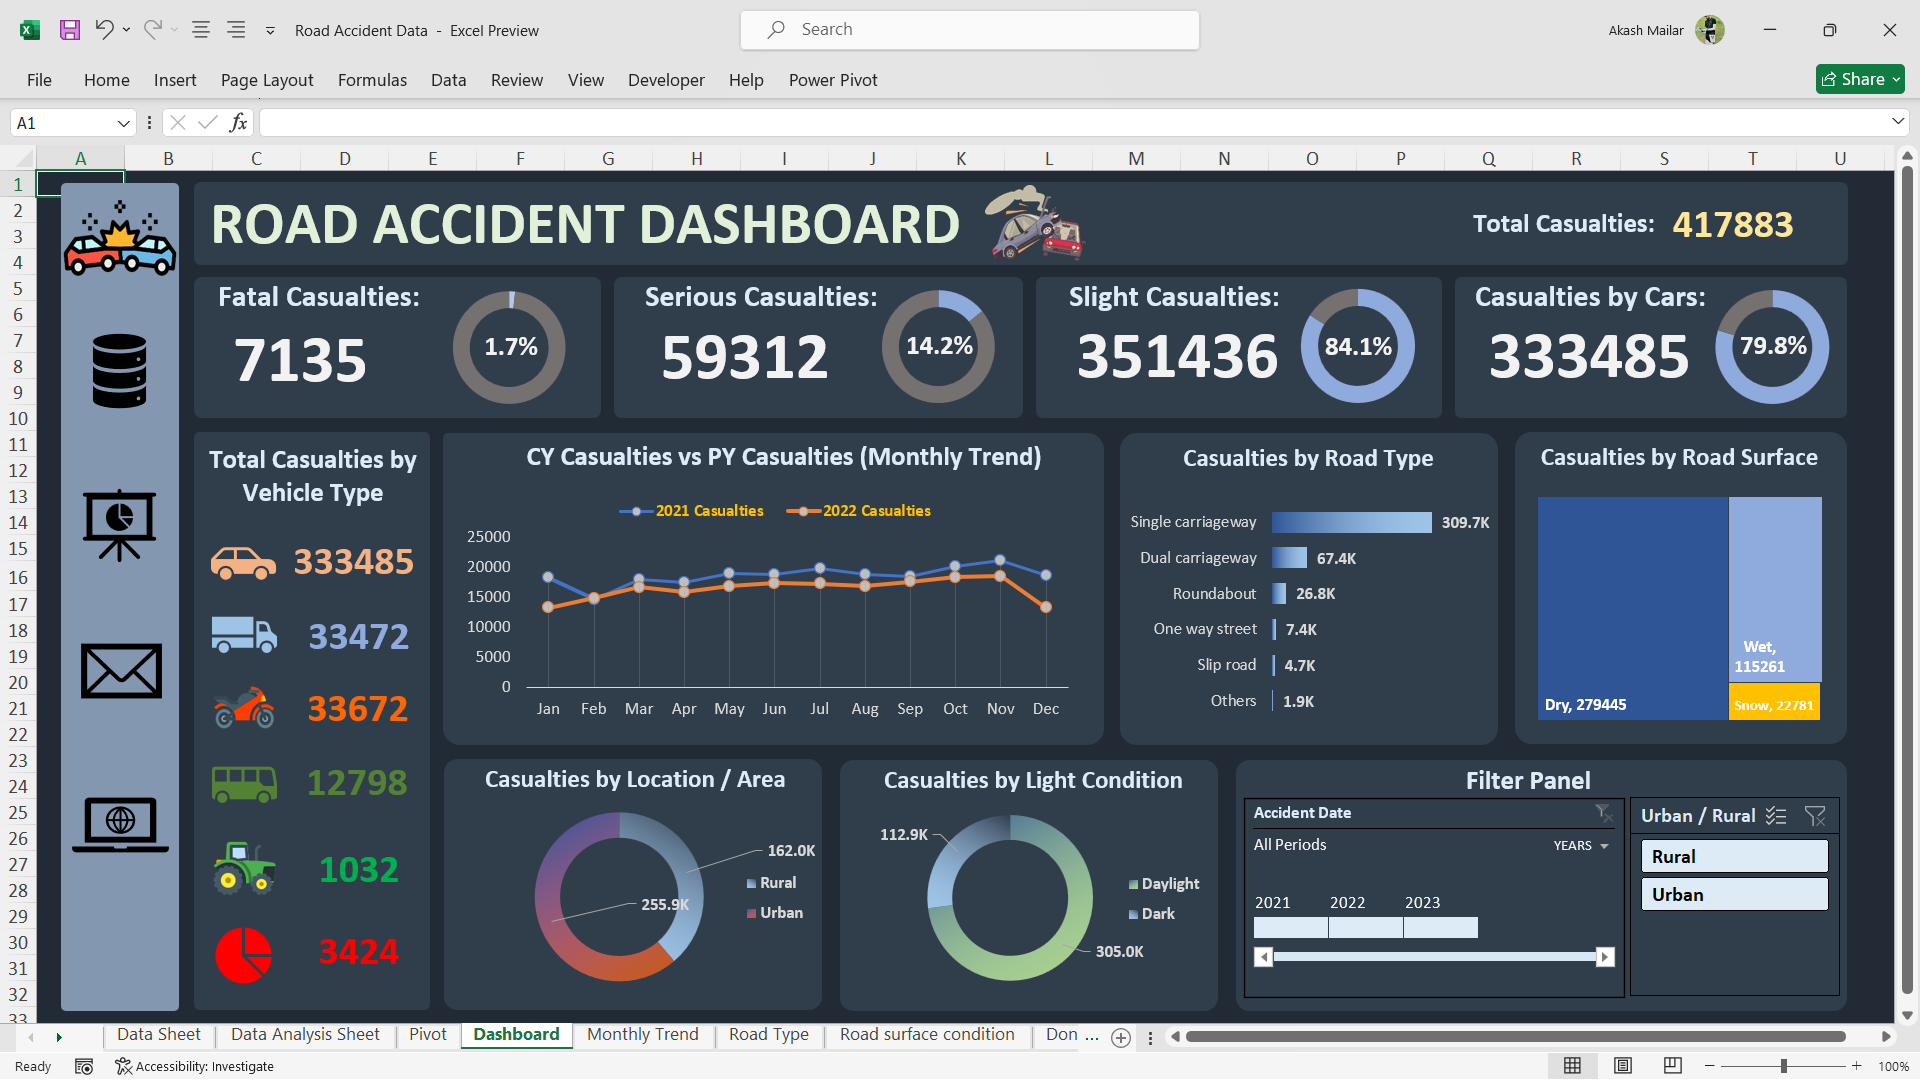 Road Accident Data - Excel Preview
Search
Akash Mailar
File Home Insert Page Layout Formulas Data Review View Developer Help Power Pivot
Share
A1
fx
A B C D E F G H I J K L M N O P Q R S T U
1
2
3
4
5
6
7
8
9
10
11
12
13
14
15
16
17
18
19
20
21
22
23
24
25
26
27
28
29
30
31
32
33
ROAD ACCIDENT DASHBOARD
Total Casualties: 417883
Fatal Casualties:
7135
1.7%
Serious Casualties:
59312
14.2%
Slight Casualties:
351436
84.1%
Casualties by Cars:
333485
79.8%
Total Casualties by
Vehicle Type
333485
33472
33672
12798
1032
3424
CY Casualties vs PY Casualties (Monthly Trend)
2021 Casualties 2022 Casualties
25000
20000
15000
10000
5000
0
Jan Feb Mar Apr May Jun Jul Aug Sep Oct Nov Dec
Casualties by Road Type
Single carriageway 309.7K
Dual carriageway 67.4K
Roundabout 26.8K
One way street 7.4K
Slip road 4.7K
Others 1.9K
Casualties by Road Surface
Dry, 279445
Wet,
115261
Snow, 22781
Casualties by Location / Area
162.0K
255.9K
Rural
Urban
Casualties by Light Condition
112.9K
305.0K
Daylight
Dark
Filter Panel
Accident Date
All Periods YEARS
2021 2022 2023
Urban / Rural
Rural
Urban
Data Sheet Data Analysis Sheet Pivot Dashboard Monthly Trend Road Type Road surface condition Don ...
Ready Accessibility: Investigate 100%